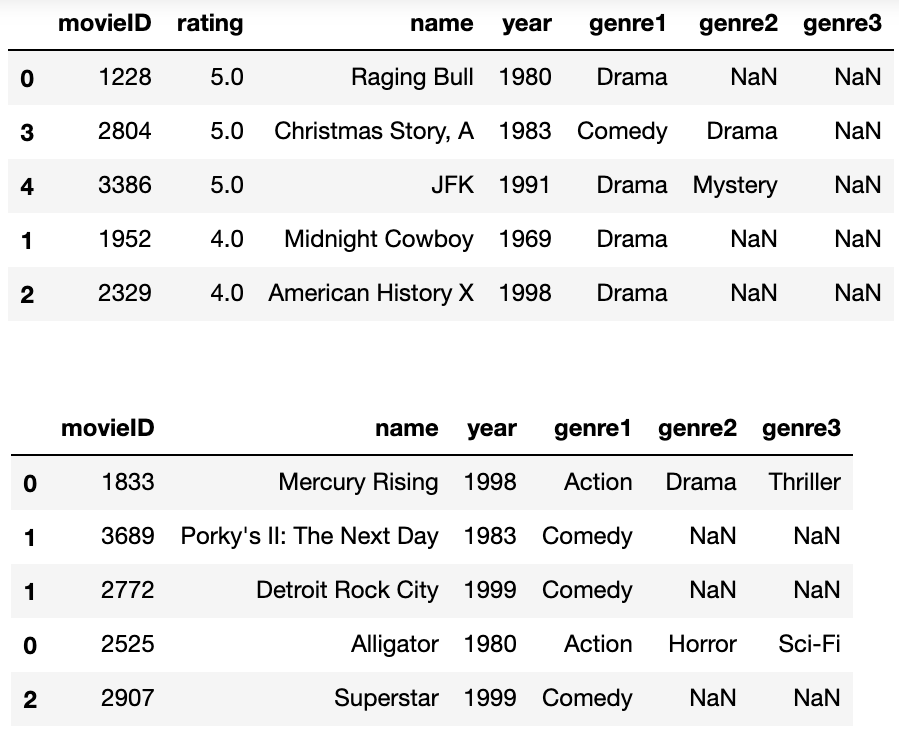 movieID rating name year genre1 genre2 genre3
0 1228 5.0 Raging Bull 1980 Drama NaN NaN
3 2804 5.0 Christmas Story, A 1983 Comedy Drama NaN
4 3386 5.0 JFK 1991 Drama Mystery NaN
1 1952 4.0 Midnight Cowboy 1969 Drama NaN NaN
2 2329 4.0 American History X 1998 Drama NaN NaN
movieID name year genre1 genre2 genre3
0 1833 Mercury Rising 1998 Action Drama Thriller
1 3689 Porky's II: The Next Day 1983 Comedy NaN NaN
1 2772 Detroit Rock City 1999 Comedy NaN NaN
0 2525 Alligator 1980 Action Horror Sci-Fi
2 2907 Superstar 1999 Comedy NaN NaN